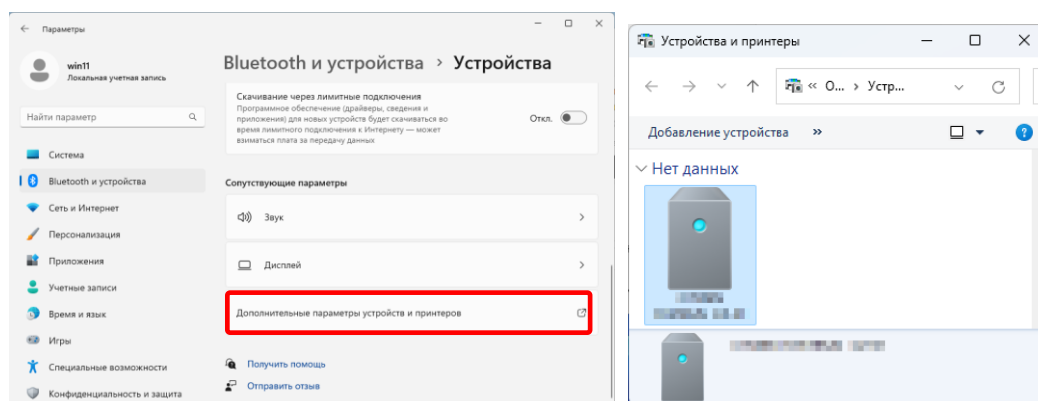 Параметры
win11
Локальная учетная запись
Найти параметр
Система
Bluetooth и устройства
Сеть и Интернет
Персонализация
Приложения
Учетные записи
Время и язык
Игры
Специальные возможности
Конфиденциальность и защита
Bluetooth и устройства > Устройства
Скачивание через лимитные подключения
Программное обеспечение (драйверы, сведения и
приложения) для новых устройств будет скачиваться во
время лимитного подключения к Интернету — может
взиматься плата за передачу данных
Откл.
Сопутствующие параметры
Звук
Дисплей
Дополнительные параметры устройств и принтеров
Получить помощь
Отправить отзыв
Устройства и принтеры
« О... > Устр...
Добавление устройства »
Нет данных